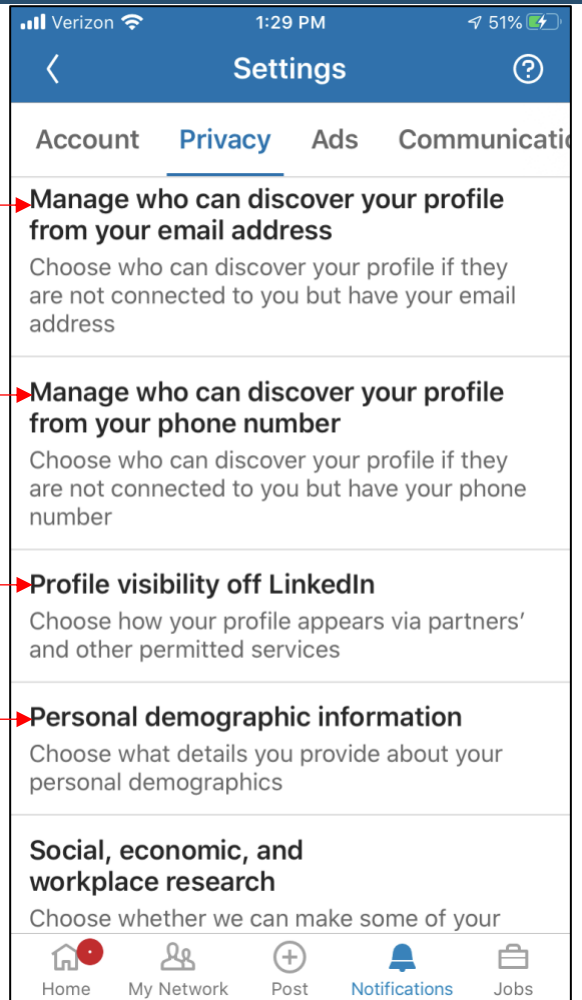 Verizon 1:29 PM 51%
Settings
Account Privacy Ads Communicatio
Manage who can discover your profile
from your email address
Choose who can discover your profile if they
are not connected to you but have your email
address
Manage who can discover your profile
from your phone number
Choose who can discover your profile if they
are not connected to you but have your phone
number
Profile visibility off LinkedIn
Choose how your profile appears via partners’
and other permitted services
Personal demographic information
Choose what details you provide about your
personal demographics
Social, economic, and
workplace research
Choose whether we can make some of your
Home My Network Post Notifications Jobs